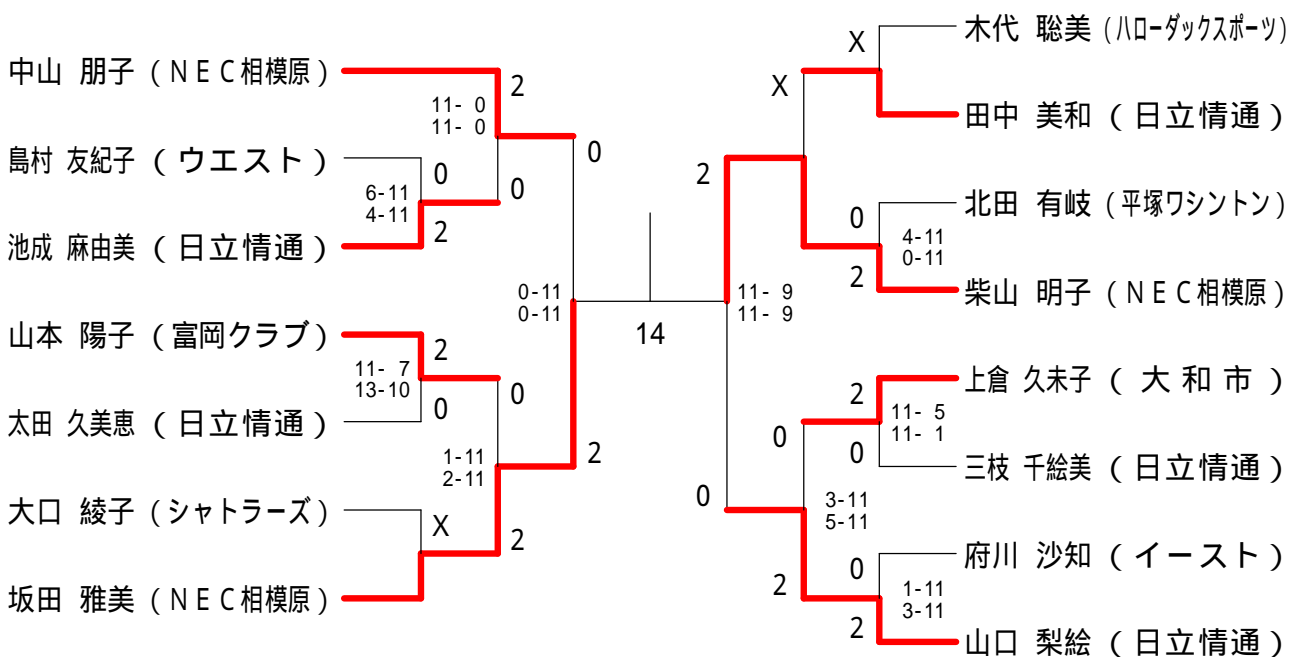 中山 朋子 (NEC相模原)
島村 友紀子 (ウエスト)
池成 麻由美 (日立情通)
山本 陽子 (富岡クラブ)
太田 久美恵 (日立情通)
大口 綾子 (シャトラーズ)
坂田 雅美 (NEC相模原)
2
11- 0
11- 0
0
6-11
4-11
2
0
0
2
11- 7
13-10
0
0
1-11
2-11
X
2
0-11
0-11
2
14
X
X
2
0
4-11
0-11
2
11- 9
11- 9
2
11- 5
11- 1
0
0
0
3-11
5-11
2
0
1-11
3-11
2
木代 聡美 (ハローダックスポーツ)
田中 美和 (日立情通)
北田 有岐 (平塚ワシントン)
柴山 明子 (NEC相模原)
上倉 久未子 (大和市)
三枝 千絵美 (日立情通)
府川 沙知 (イースト)
山口 梨絵 (日立情通)